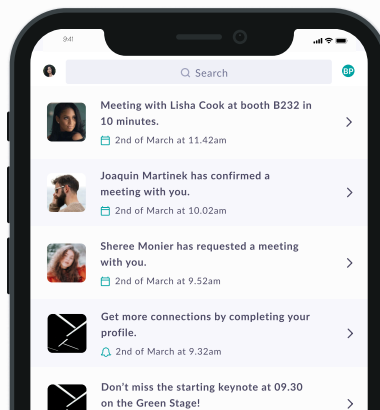 9:41
Search
BP
Meeting with Lisha Cook at booth B232 in
10 minutes.
2nd of March at 11.42am
Joaquin Martinek has confirmed a
meeting with you.
2nd of March at 10.02am
Sheree Monier has requested a meeting
with you.
2nd of March at 9.52am
Get more connections by completing your
profile.
2nd of March at 9.32am
Don't miss the starting keynote at 09.30
on the Green Stage!